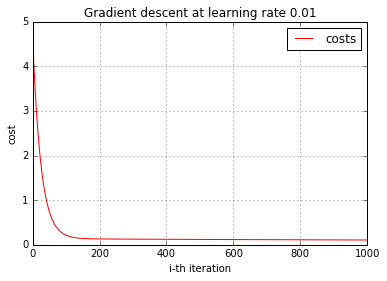 Gradient descent at learning rate 0.01
costs
5
4
3
2
1
0
cost
0 200 400 600 800 1000
i-th iteration